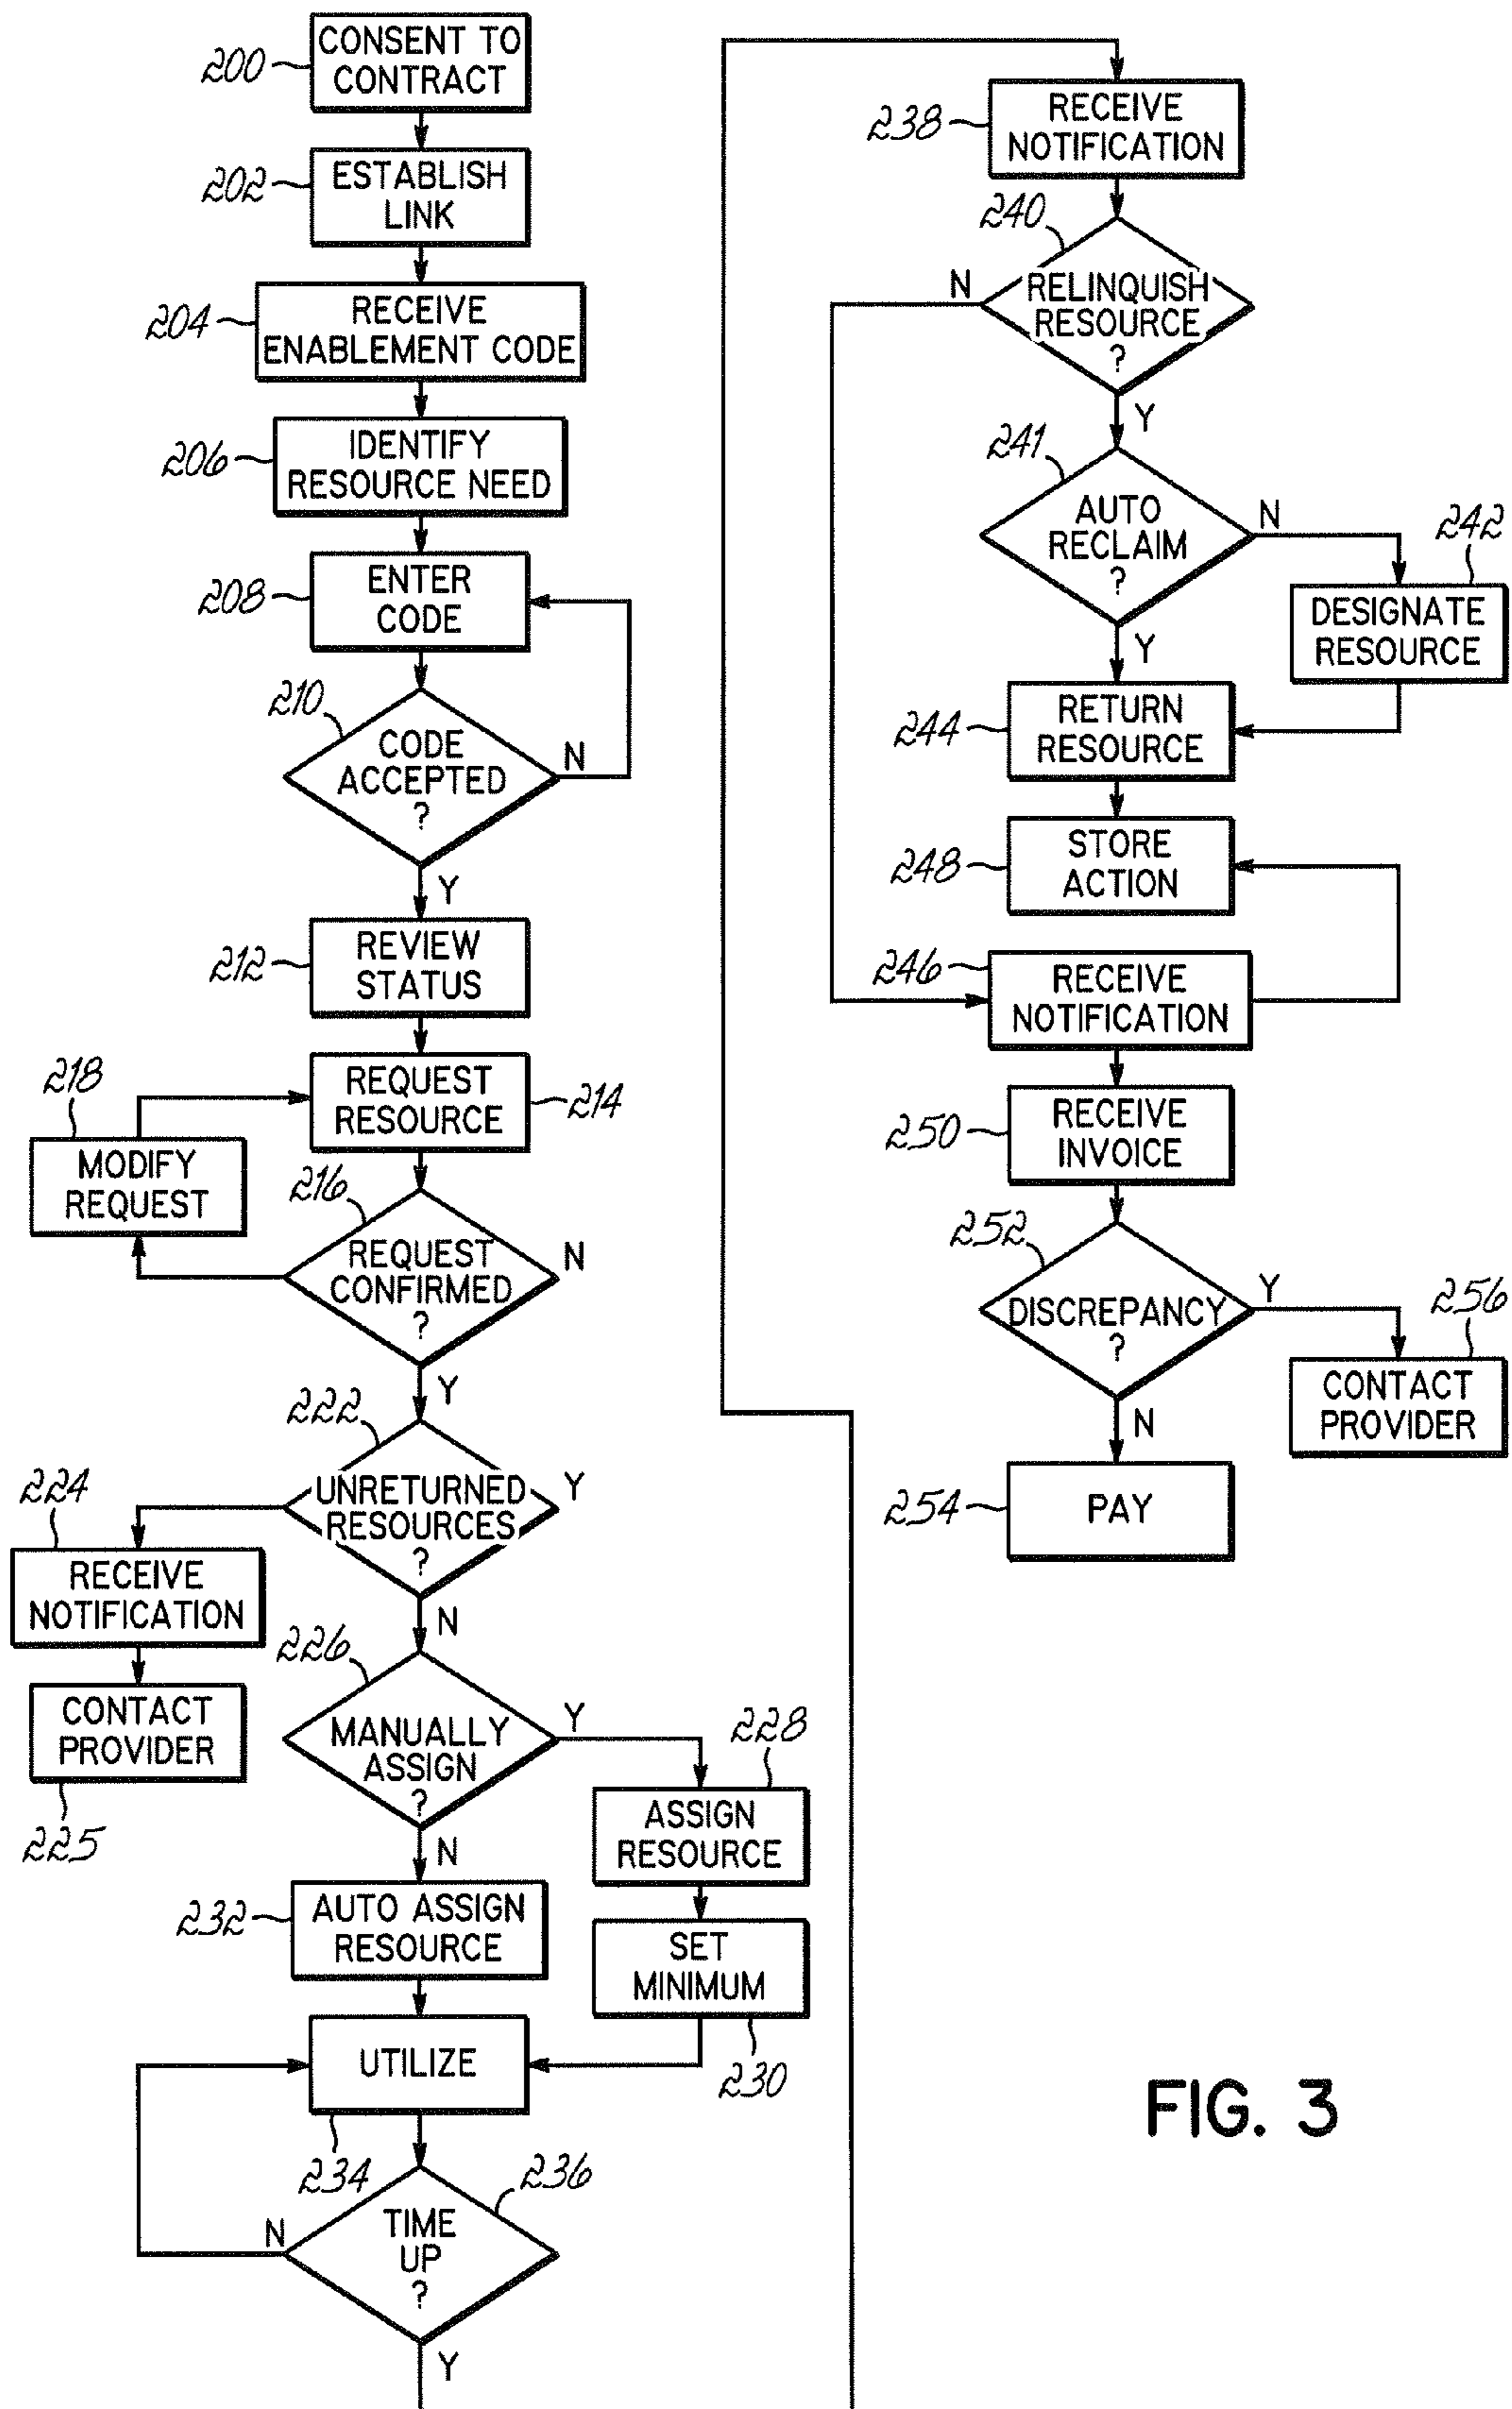 CONSENT TO
CONTRACT
200
ESTABLISH
LINK
202
RECEIVE
ENABLEMENT CODE
204
IDENTIFY
RESOURCE NEED
206
ENTER
CODE
208
210
CODE
ACCEPTED
?
N
Y
REVIEW
STATUS
212
REQUEST
RESOURCE
214
218
MODIFY
REQUEST
216
REQUEST
CONFIRMED
?
N
Y
222
UNRETURNED
RESOURCES
?
Y
N
224
RECEIVE
NOTIFICATION
CONTACT
PROVIDER
225
226
MANUALLY
ASSIGN
?
Y
N
228
ASSIGN
RESOURCE
SET
MINIMUM
230
232
AUTO ASSIGN
RESOURCE
UTILIZE
234
236
TIME
UP
?
N
Y
238
RECEIVE
NOTIFICATION
240
RELINQUISH
RESOURCE
?
N
Y
241
AUTO
RECLAIM
?
N
Y
242
DESIGNATE
RESOURCE
244
RETURN
RESOURCE
248
STORE
ACTION
246
RECEIVE
NOTIFICATION
250
RECEIVE
INVOICE
252
DISCREPANCY
?
Y
N
256
CONTACT
PROVIDER
254
PAY
FIG. 3